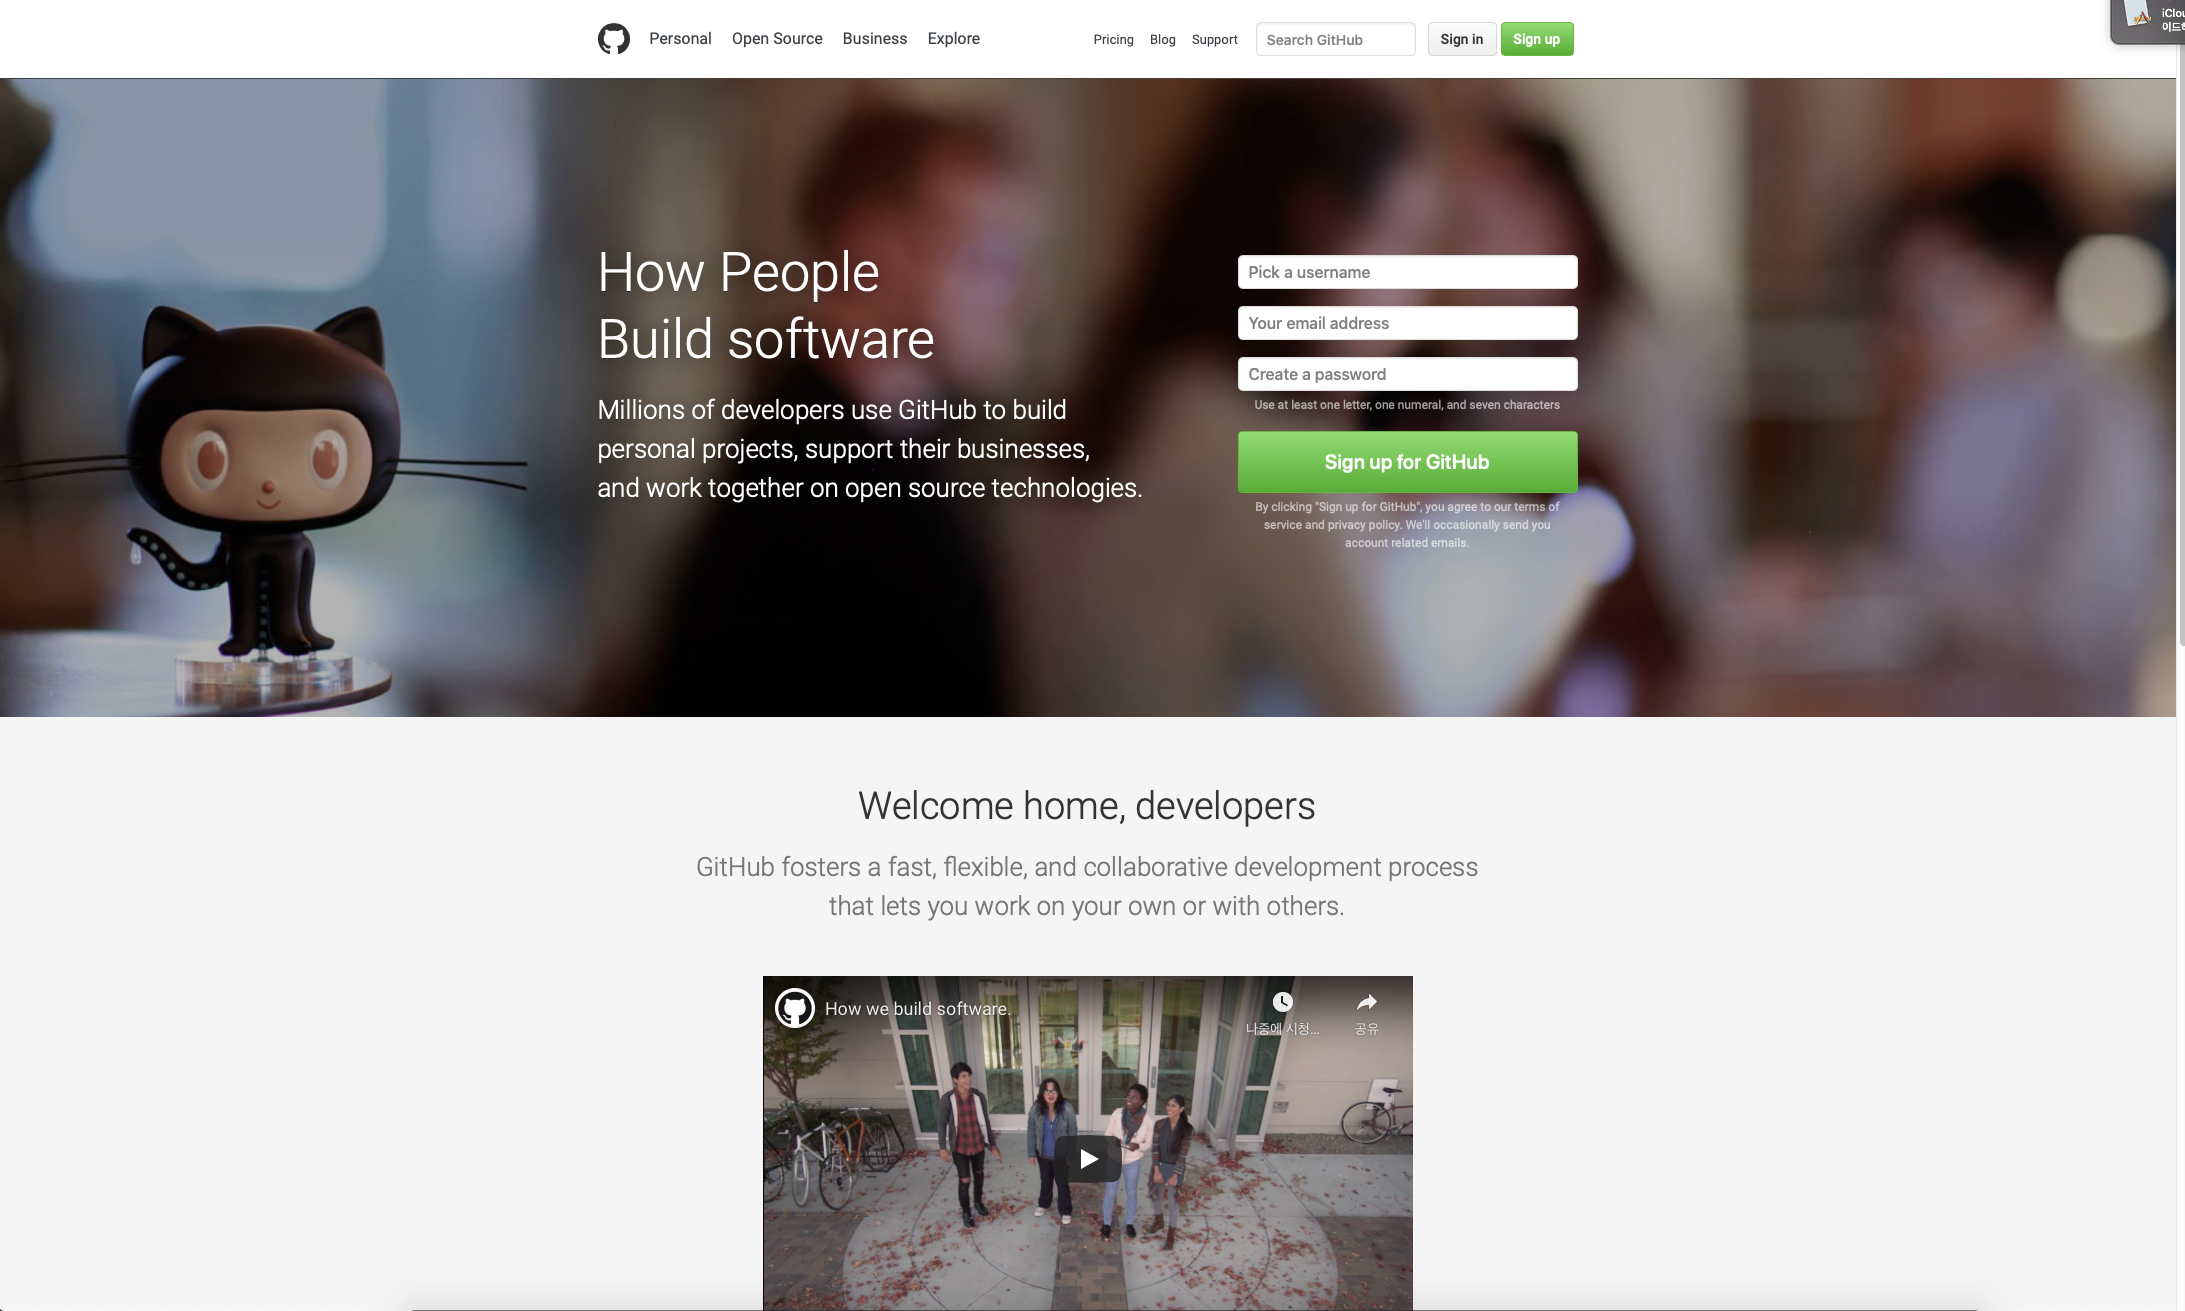 Personal Open Source Business Explore Pricing Blog Support Search GitHub Sign in Sign up
How People
Build software
Millions of developers use GitHub to build
personal projects, support their businesses,
and work together on open source technologies.
Pick a username
Your email address
Create a password
Use at least one letter, one numeral, and seven characters
Sign up for GitHub
By clicking "Sign up for GitHub", you agree to our terms of
service and privacy policy. We'll occasionally send you
account related emails.
Welcome home, developers
GitHub fosters a fast, flexible, and collaborative development process
that lets you work on your own or with others.
How we build software.
나중에 시청...
공유